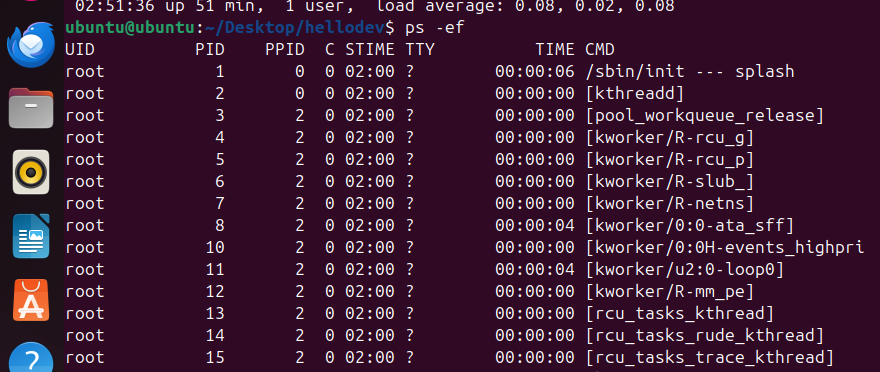 02:51:36 up 51 min,  1 user,  load average: 0.08, 0.02, 0.08
ubuntu@ubuntu:~/Desktop/hellodev$ ps -ef
UID          PID    PPID  C STIME TTY          TIME CMD
root           1       0  0 02:00 ?        00:00:06 /sbin/init --- splash
root           2       0  0 02:00 ?        00:00:00 [kthreadd]
root           3       2  0 02:00 ?        00:00:00 [pool_workqueue_release]
root           4       2  0 02:00 ?        00:00:00 [kworker/R-rcu_g]
root           5       2  0 02:00 ?        00:00:00 [kworker/R-rcu_p]
root           6       2  0 02:00 ?        00:00:00 [kworker/R-slub_]
root           7       2  0 02:00 ?        00:00:00 [kworker/R-netns]
root           8       2  0 02:00 ?        00:00:04 [kworker/0:0-ata_sff]
root          10       2  0 02:00 ?        00:00:00 [kworker/0:0H-events_highpri
root          11       2  0 02:00 ?        00:00:04 [kworker/u2:0-loop0]
root          12       2  0 02:00 ?        00:00:00 [kworker/R-mm_pe]
root          13       2  0 02:00 ?        00:00:00 [rcu_tasks_kthread]
root          14       2  0 02:00 ?        00:00:00 [rcu_tasks_rude_kthread]
root          15       2  0 02:00 ?        00:00:00 [rcu_tasks_trace_kthread]